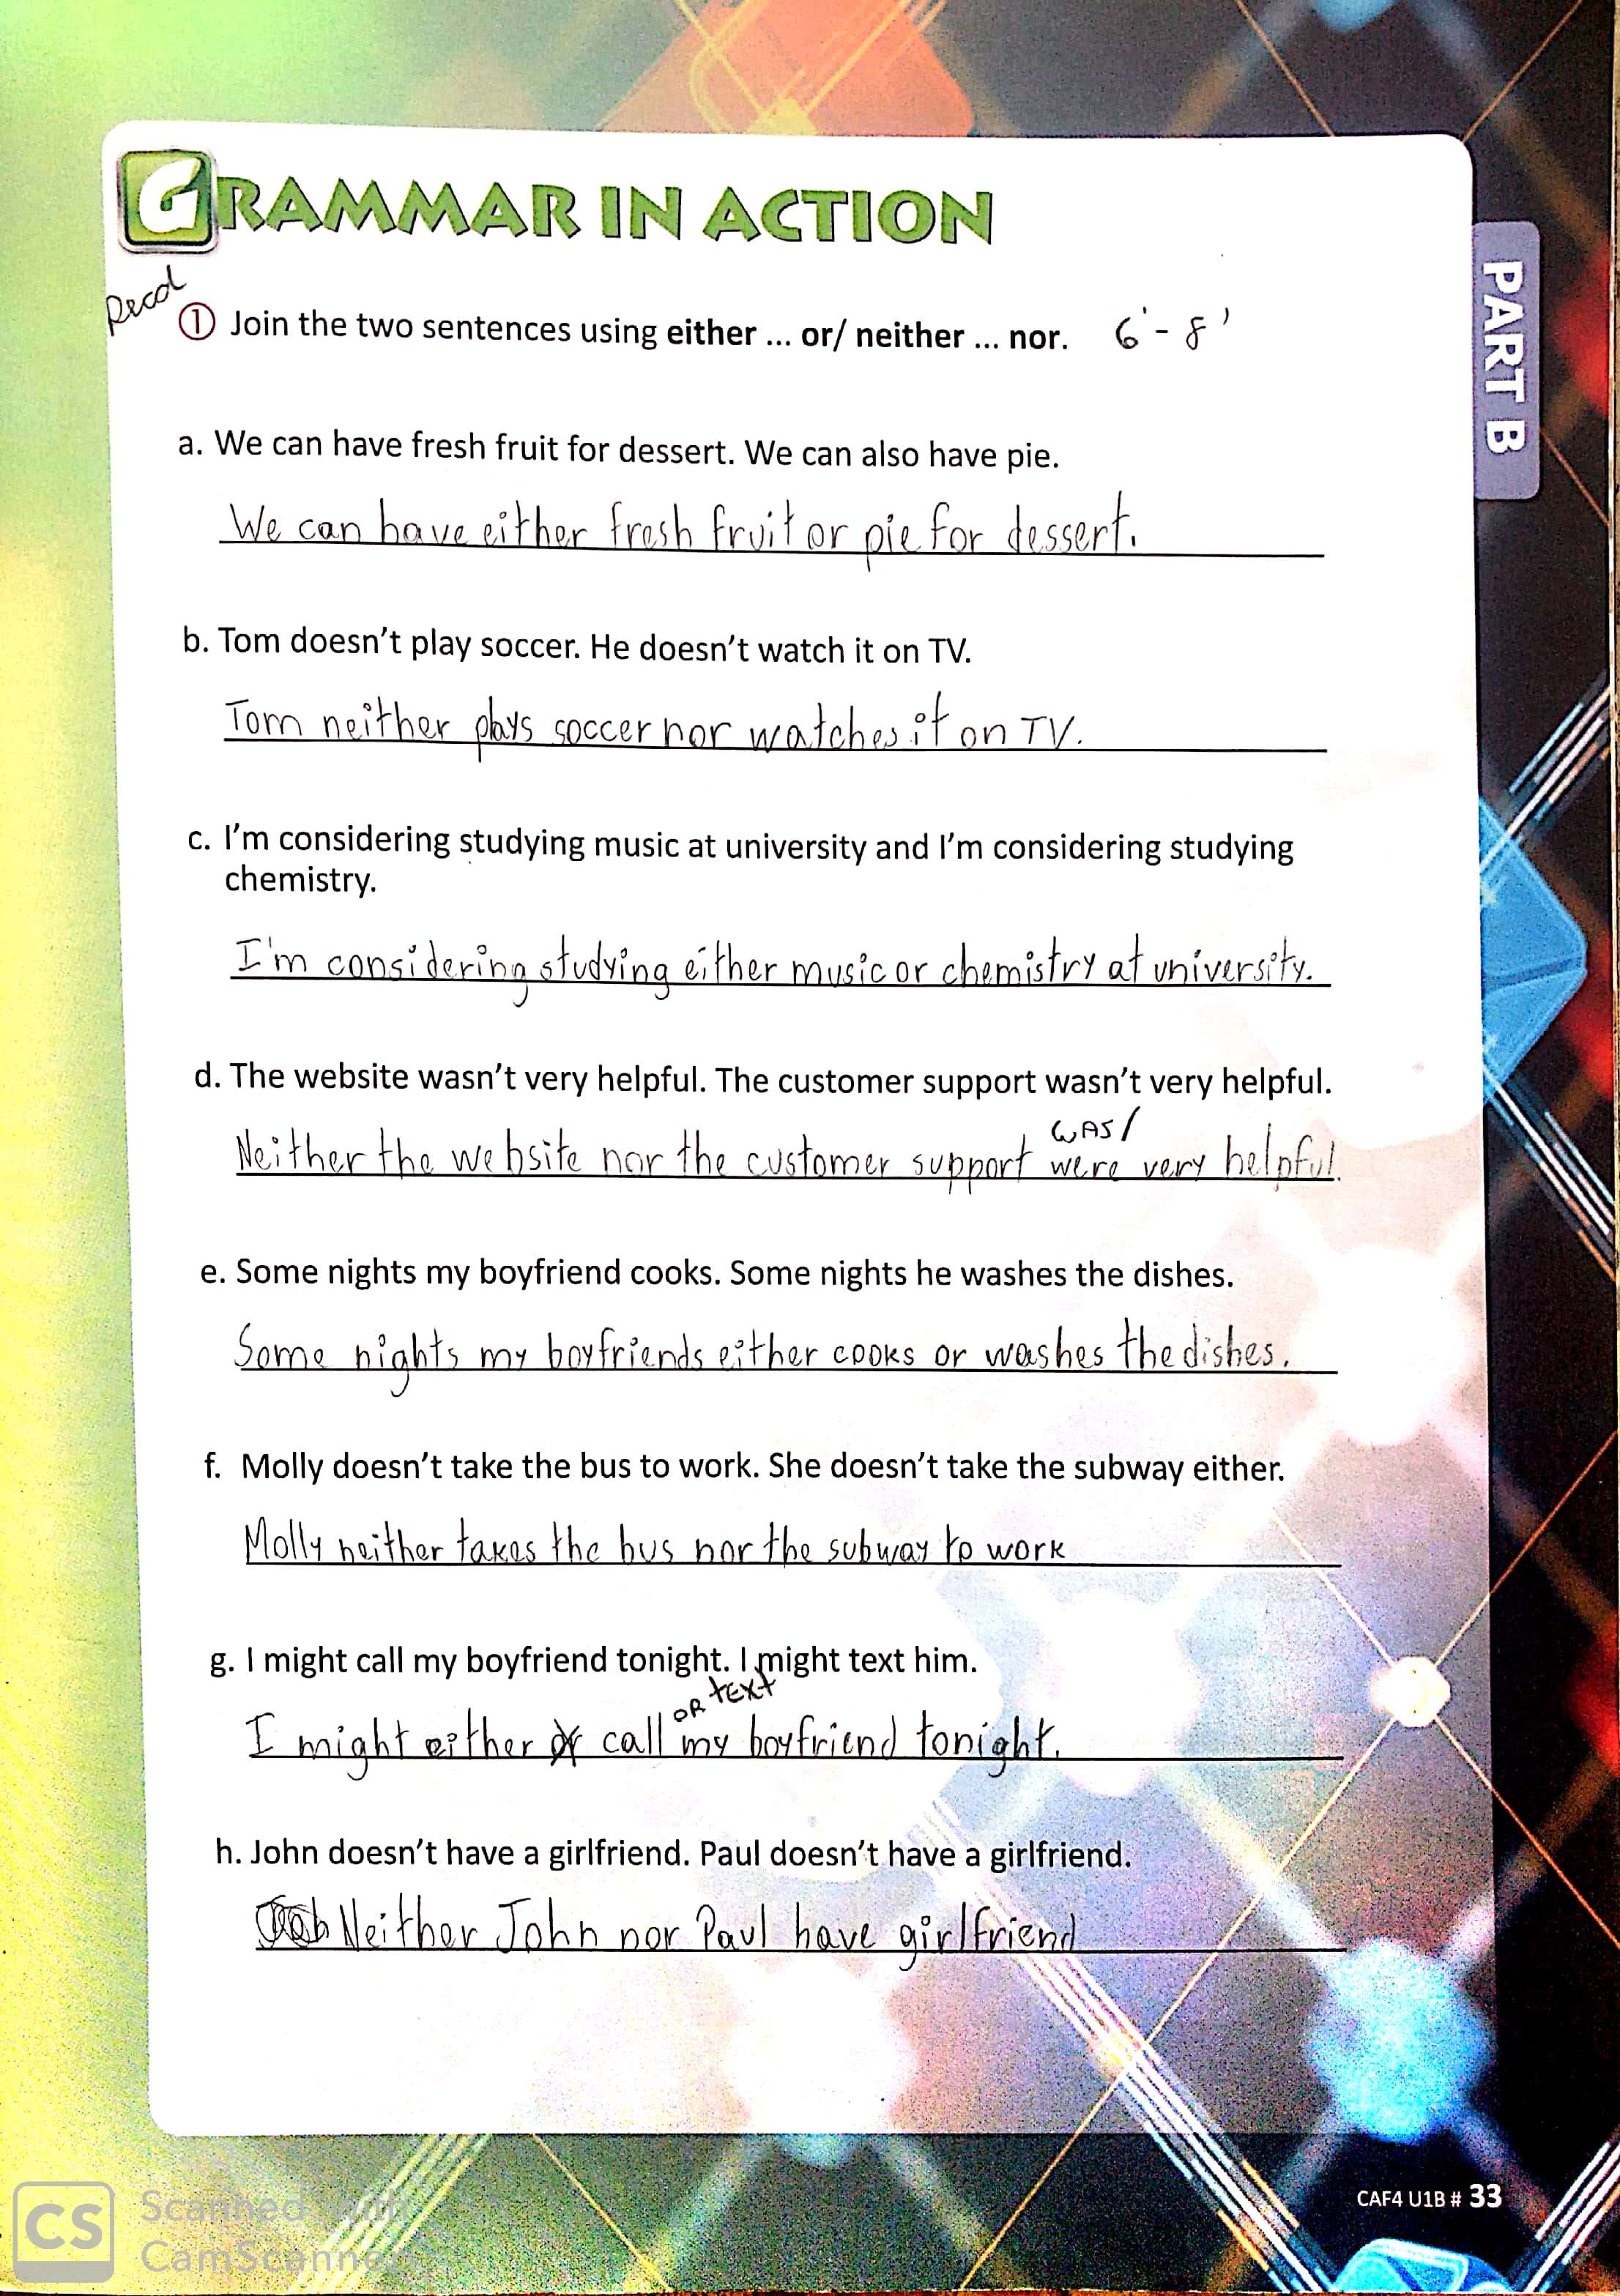 GRAMMAR IN ACTION
Read
PART B
① Join the two sentences using either ... or/ neither ... nor. 6'-8'
a. We can have fresh fruit for dessert. We can also have pie.
We can have either fresh fruit or pie for dessert.
b. Tom doesn't play soccer. He doesn't watch it on TV.
Tom neither plays soccer nor watches it on TV.
c. I'm considering studying music at university and I'm considering studying
chemistry.
I'm considering studying either music or chemistry at university.
d. The website wasn't very helpful. The customer support wasn't very helpful.
was/
Neither the website nor the customer support were very helpful.
e. Some nights my boyfriend cooks. Some nights he washes the dishes.
Some nights my boyfriends either cooks or washes the dishes.
f. Molly doesn't take the bus to work. She doesn't take the subway either.
Molly neither takes the bus nor the subway to work
g. I might call my boyfriend tonight. I might text him.
or text
I might either call my boyfriend tonight.
h. John doesn't have a girlfriend. Paul doesn't have a girlfriend.
Neither John nor Paul have girlfriend
CAF4 U1B # 33
CS Scanned with
CamScanner